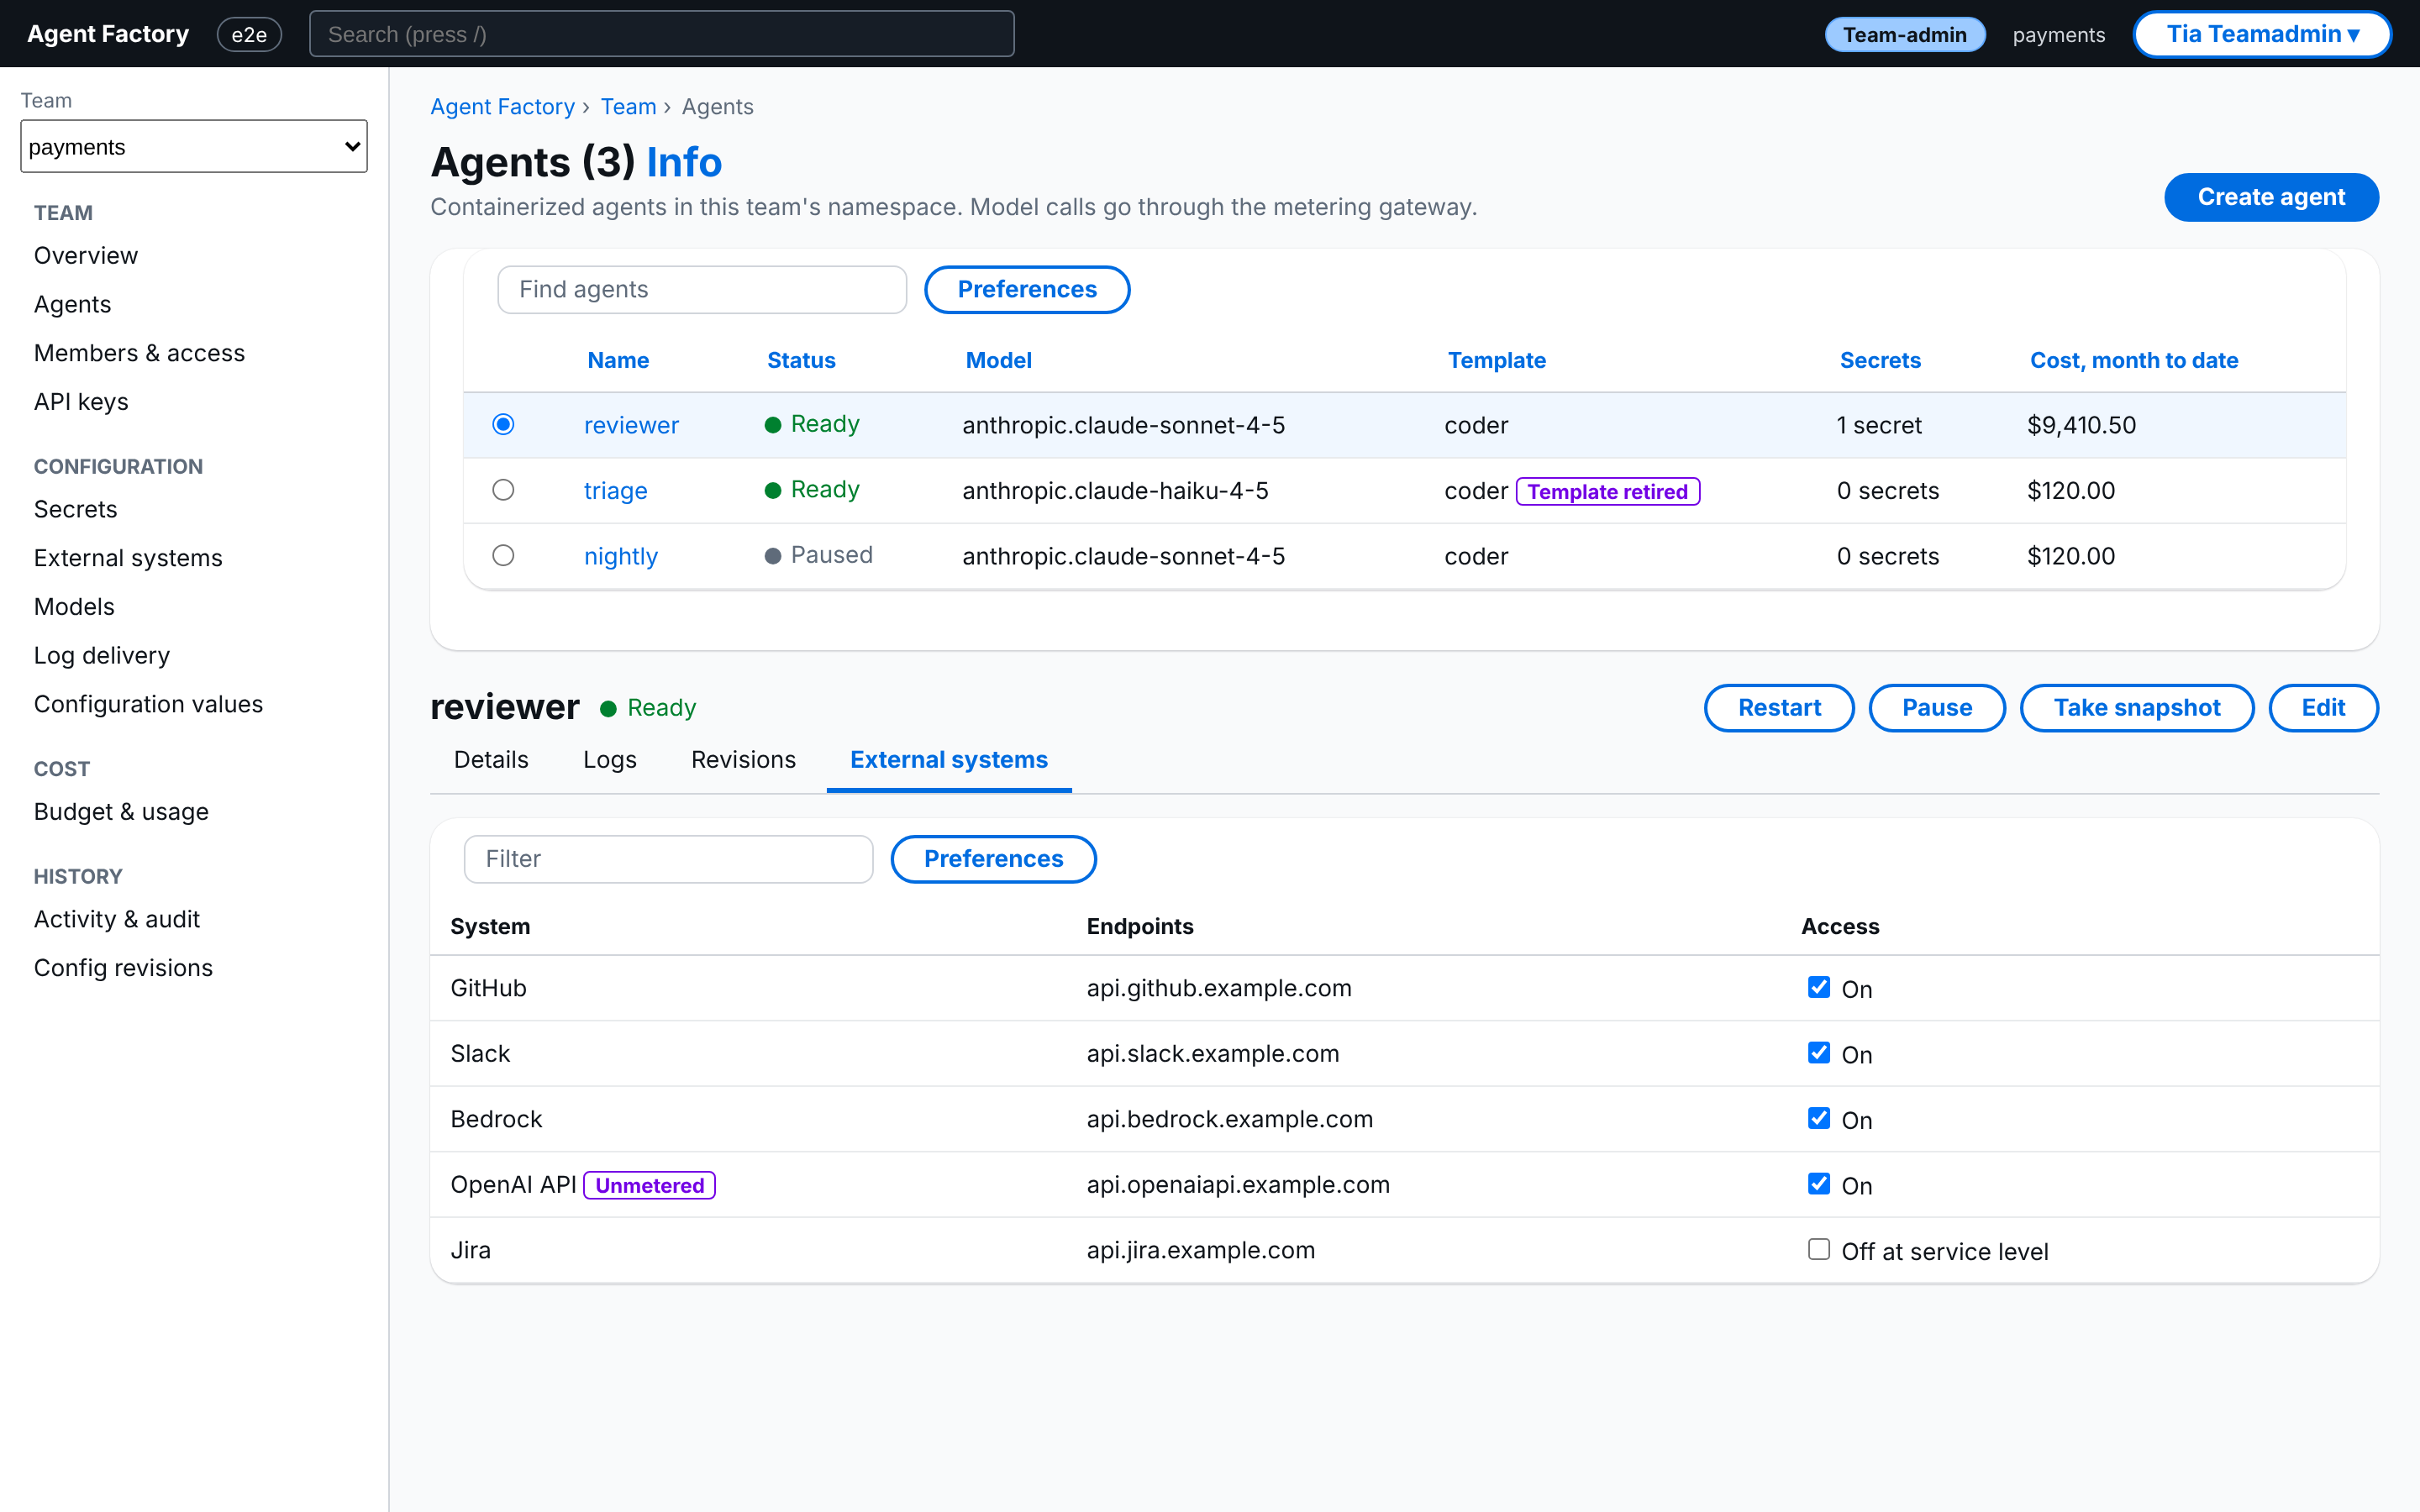 Agent Factory e2e Search (press /) Team-admin payments Tia Teamadmin ▾
Team
payments
TEAM
Overview
Agents
Members & access
API keys
CONFIGURATION
Secrets
External systems
Models
Log delivery
Configuration values
COST
Budget & usage
HISTORY
Activity & audit
Config revisions
Agent Factory › Team › Agents
Agents (3) Info
Containerized agents in this team's namespace. Model calls go through the metering gateway.
Create agent
Find agents Preferences
Name Status Model Template Secrets Cost, month to date
reviewer Ready anthropic.claude-sonnet-4-5 coder 1 secret $9,410.50
triage Ready anthropic.claude-haiku-4-5 coder Template retired 0 secrets $120.00
nightly Paused anthropic.claude-sonnet-4-5 coder 0 secrets $120.00
reviewer Ready Restart Pause Take snapshot Edit
Details Logs Revisions External systems
Filter Preferences
System Endpoints Access
GitHub api.github.example.com On
Slack api.slack.example.com On
Bedrock api.bedrock.example.com On
OpenAI API Unmetered api.openaiapi.example.com On
Jira api.jira.example.com Off at service level